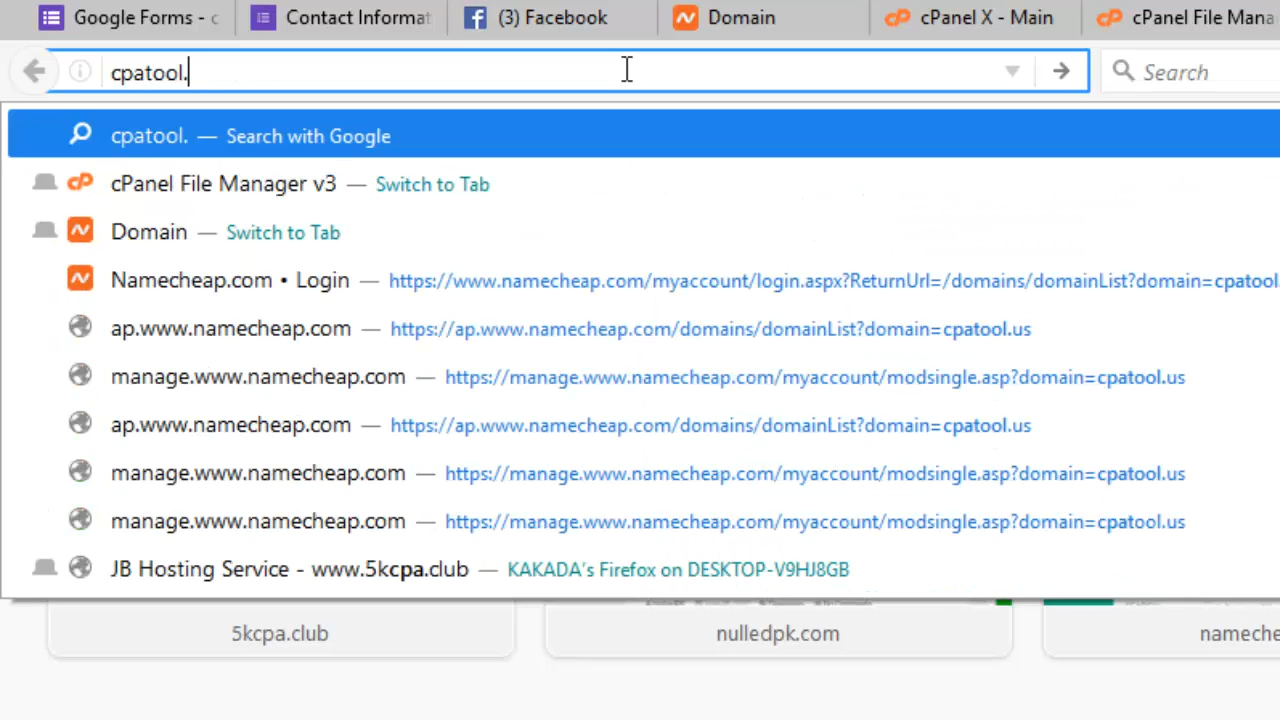 Google Forms - c
Contact Informat
(3) Facebook
Domain
cPanel X - Main
cPanel File Mana
cpatool.
Search
cpatool. — Search with Google
cPanel File Manager v3 — Switch to Tab
Domain — Switch to Tab
Namecheap.com • Login — https://www.namecheap.com/myaccount/login.aspx?ReturnUrl=/domains/domainList?domain=cpatool.
ap.www.namecheap.com — https://ap.www.namecheap.com/domains/domainList?domain=cpatool.us
manage.www.namecheap.com — https://manage.www.namecheap.com/myaccount/modsingle.asp?domain=cpatool.us
ap.www.namecheap.com — https://ap.www.namecheap.com/domains/domainList?domain=cpatool.us
manage.www.namecheap.com — https://manage.www.namecheap.com/myaccount/modsingle.asp?domain=cpatool.us
manage.www.namecheap.com — https://manage.www.namecheap.com/myaccount/modsingle.asp?domain=cpatool.us
JB Hosting Service - www.5kcpa.club — KAKADA's Firefox on DESKTOP-V9HJ8GB
5kcpa.club
nulledpk.com
nameche